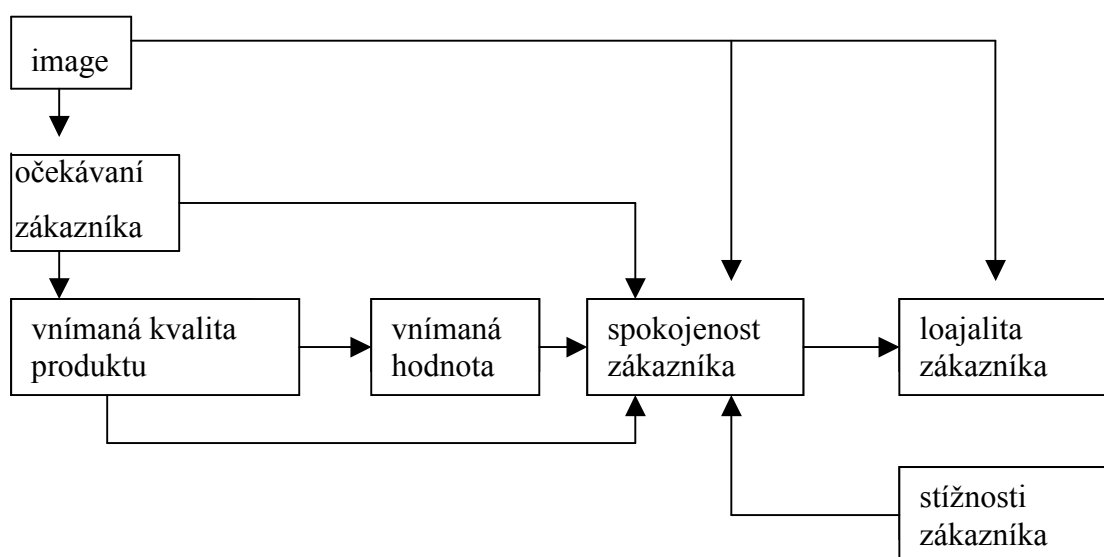 image
očekávaní
zákazníka
vnímaná kvalita
produktu
vnímaná
hodnota
spokojenost
zákazníka
loajalita
zákazníka
stížnosti
zákazníka